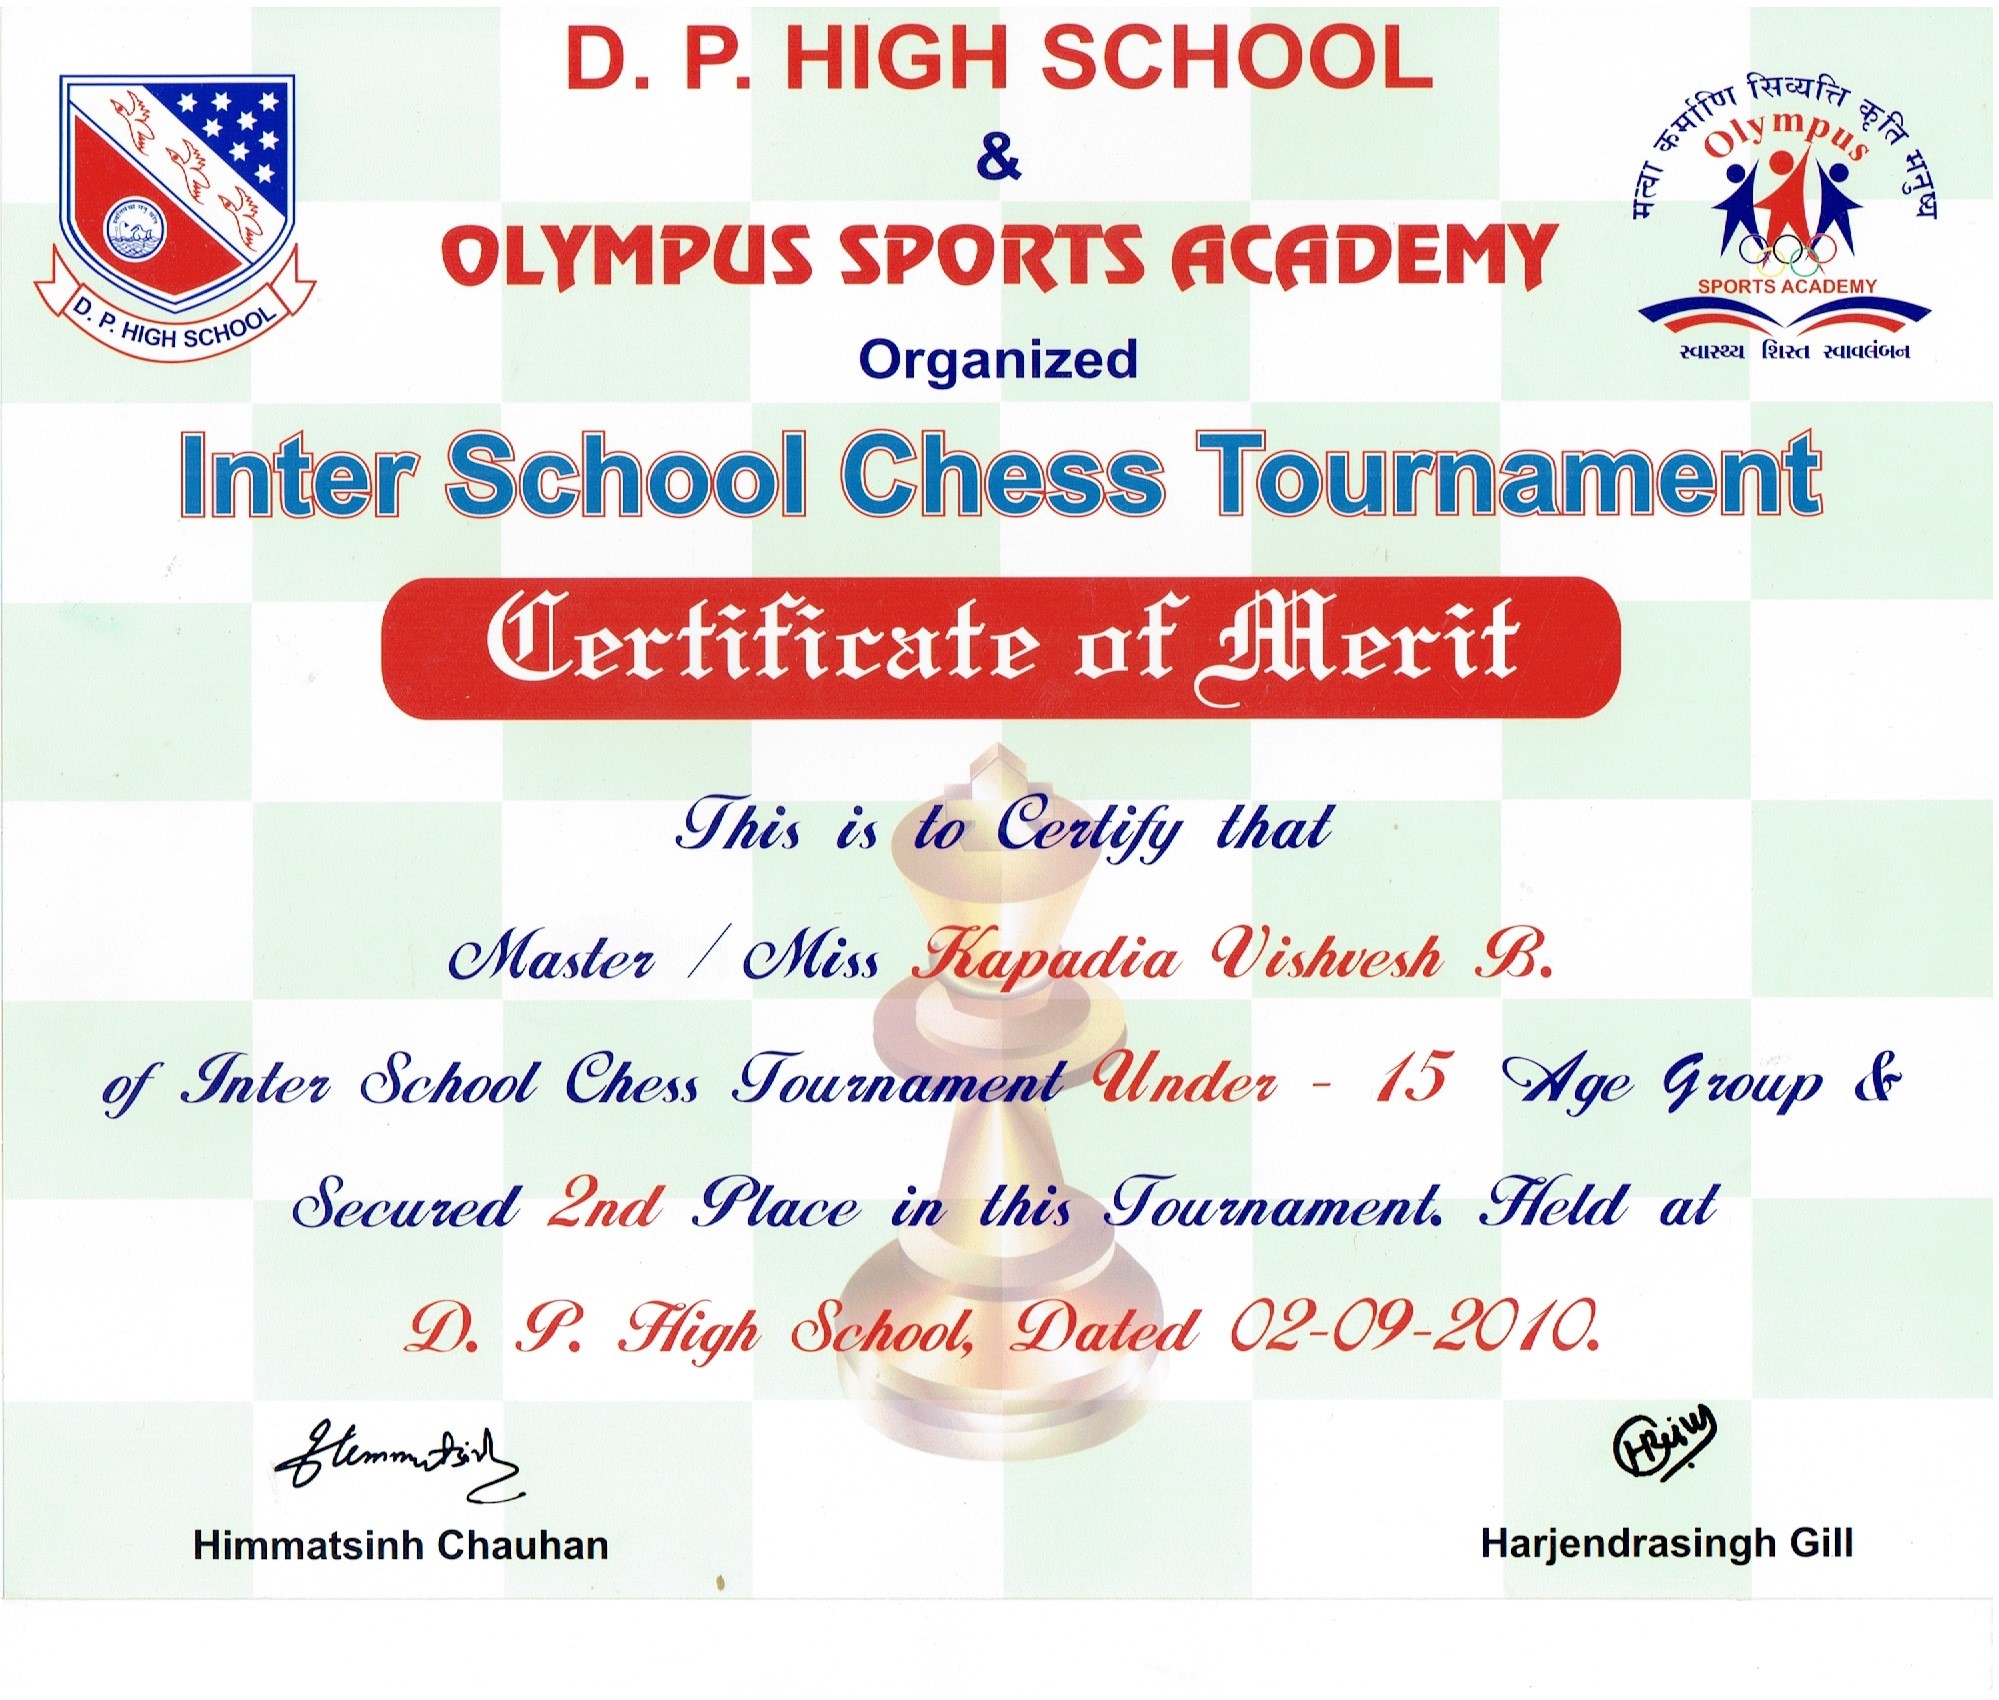 D. P. HIGH SCHOOL
&
OLYMPUS SPORTS ACADEMY
Organized
Inter School Chess Tournament
D. P. HIGH SCHOOL
मत्वा कर्माणि सिव्यत्ति कृति मनुष्य
Olympus
SPORTS ACADEMY
સ્વાસ્થ્ય શિસ્ત સ્વાવલંબન
Certificate of Merit
This is to Certify that
Master / Miss Kapadia Vishvesh B.
of Inter School Chess Tournament Under - 15 Age Group &
Secured 2nd Place in this Tournament. Held at
D. P. High School, Dated 02-09-2010.
Himmatsinh
Himmatsinh Chauhan
Harjendrasingh Gill